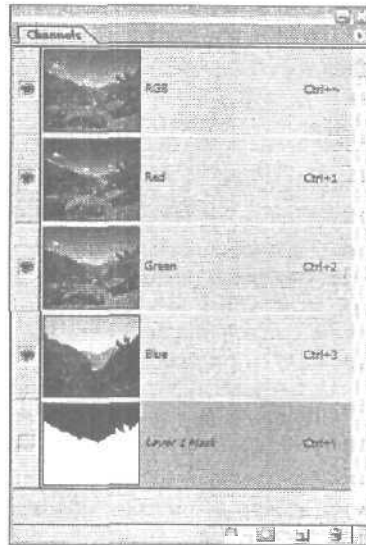 Channels
RGB Ctrl+~
Red Ctrl+1
Green Ctrl+2
Blue Ctrl+3
Layer 1 Mask